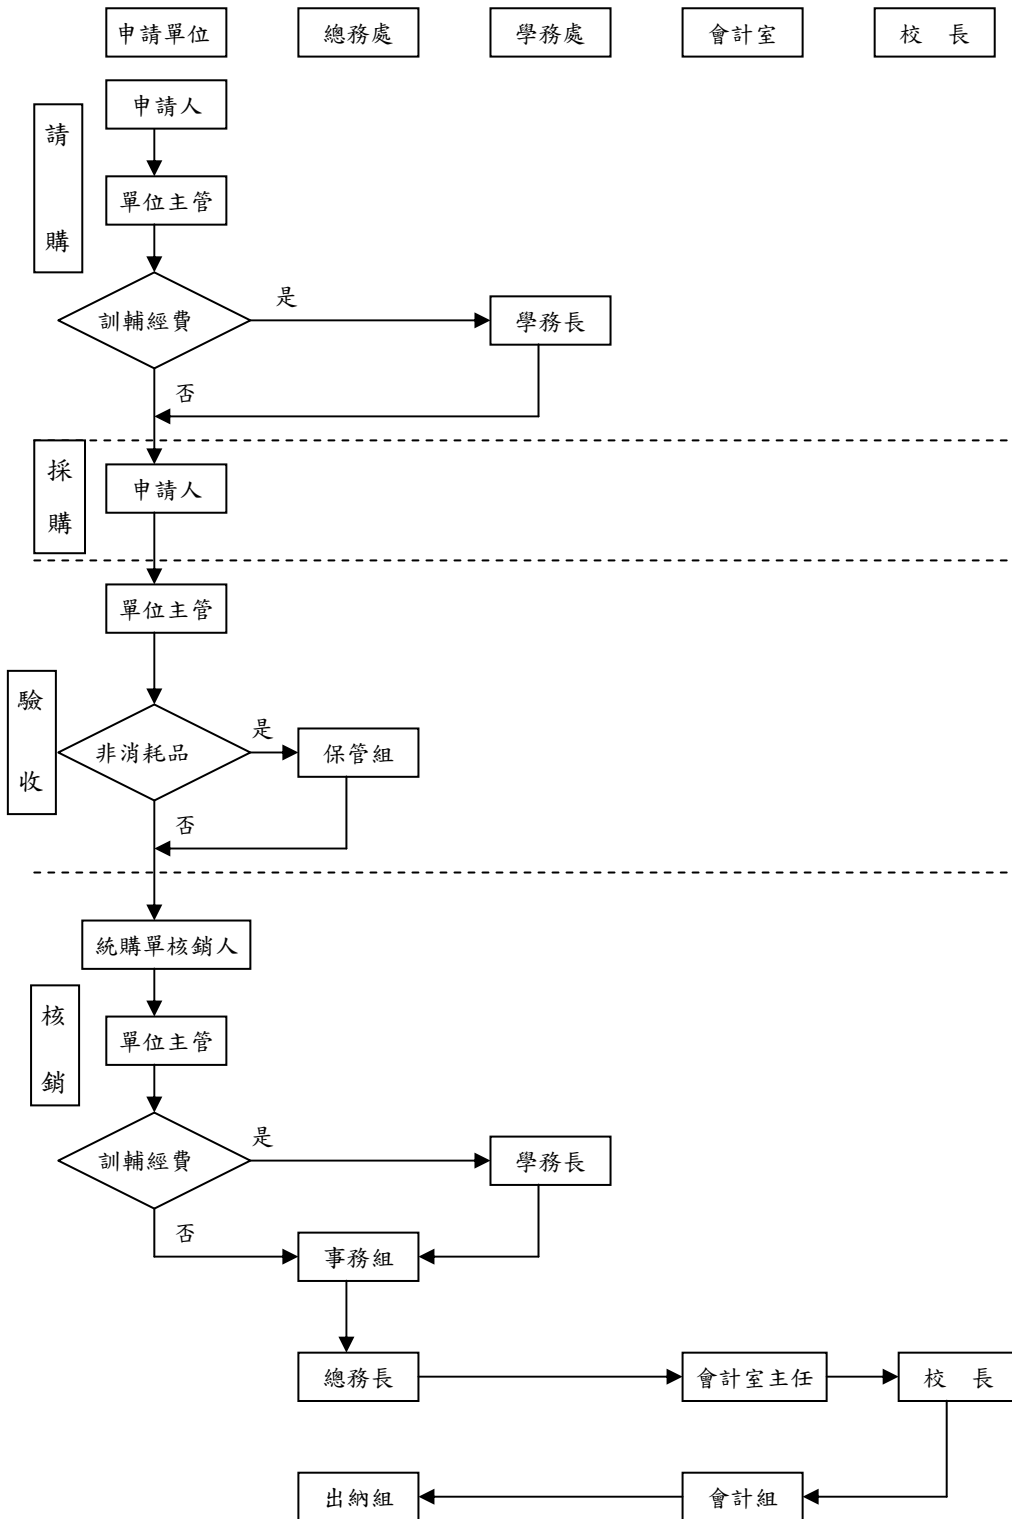 申請單位
總務處
學務處
會計室
校 長
請購
申請人
單位主管
訓輔經費
是
學務長
否
採購
申請人
單位主管
驗收
非消耗品
是
保管組
否
統購單核銷人
核銷
單位主管
訓輔經費
是
學務長
否
事務組
總務長
會計室主任
校 長
出納組
會計組